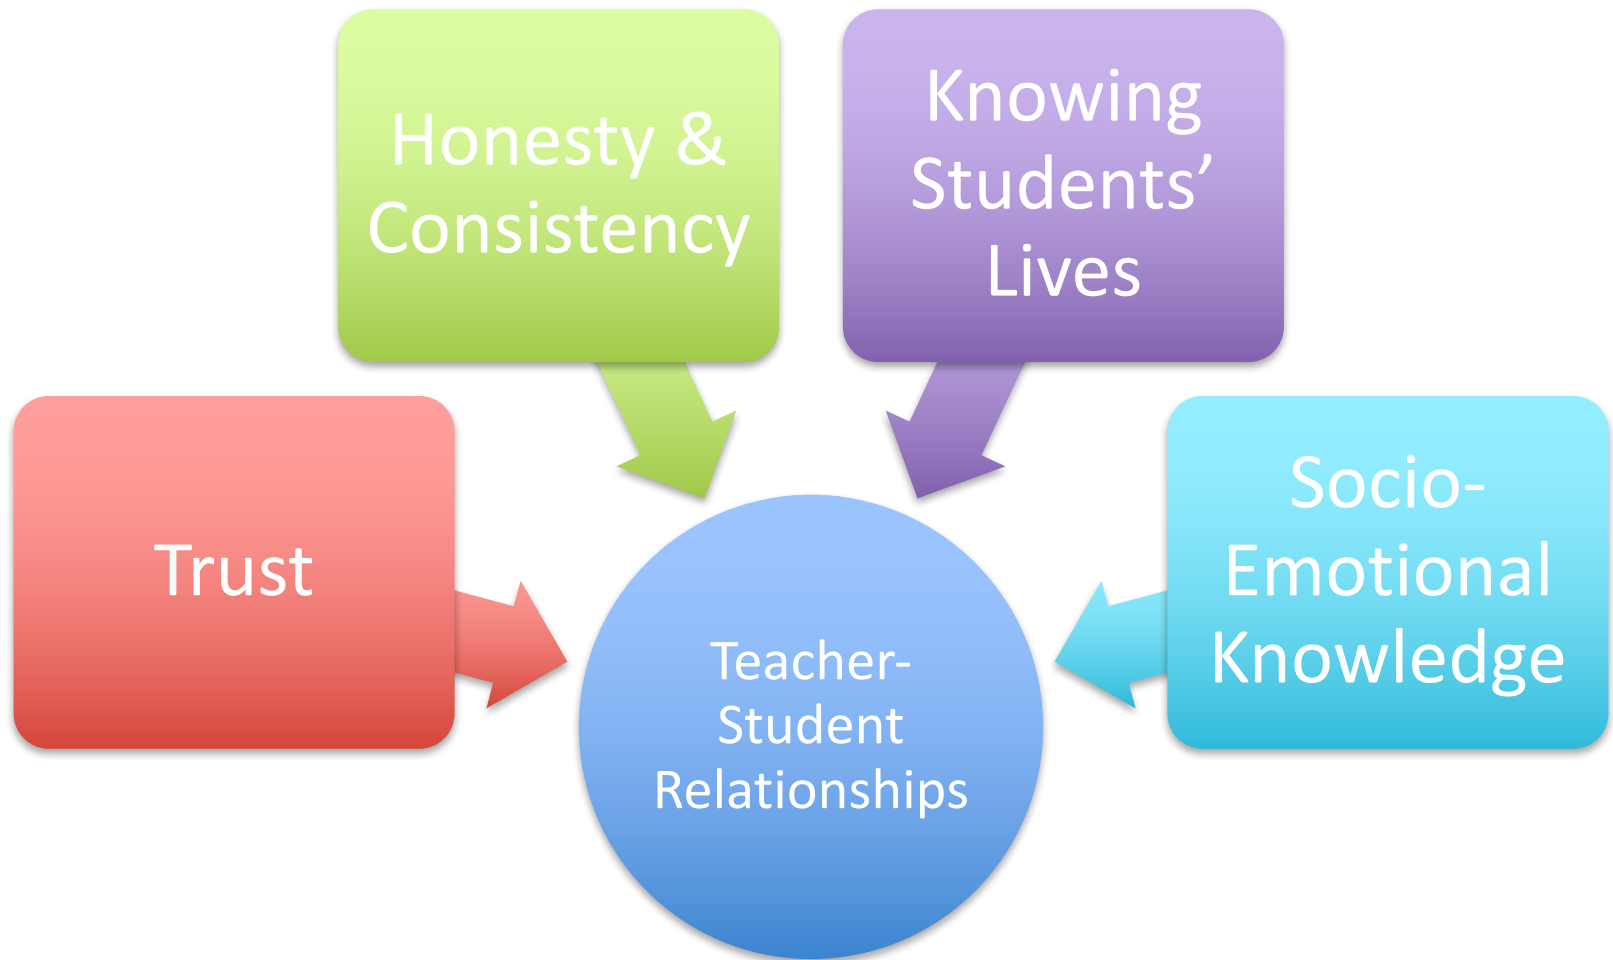 Honesty &
Consistency
Knowing
Students’
Lives
Trust
Socio-
Emotional
Knowledge
Teacher-
Student
Relationships